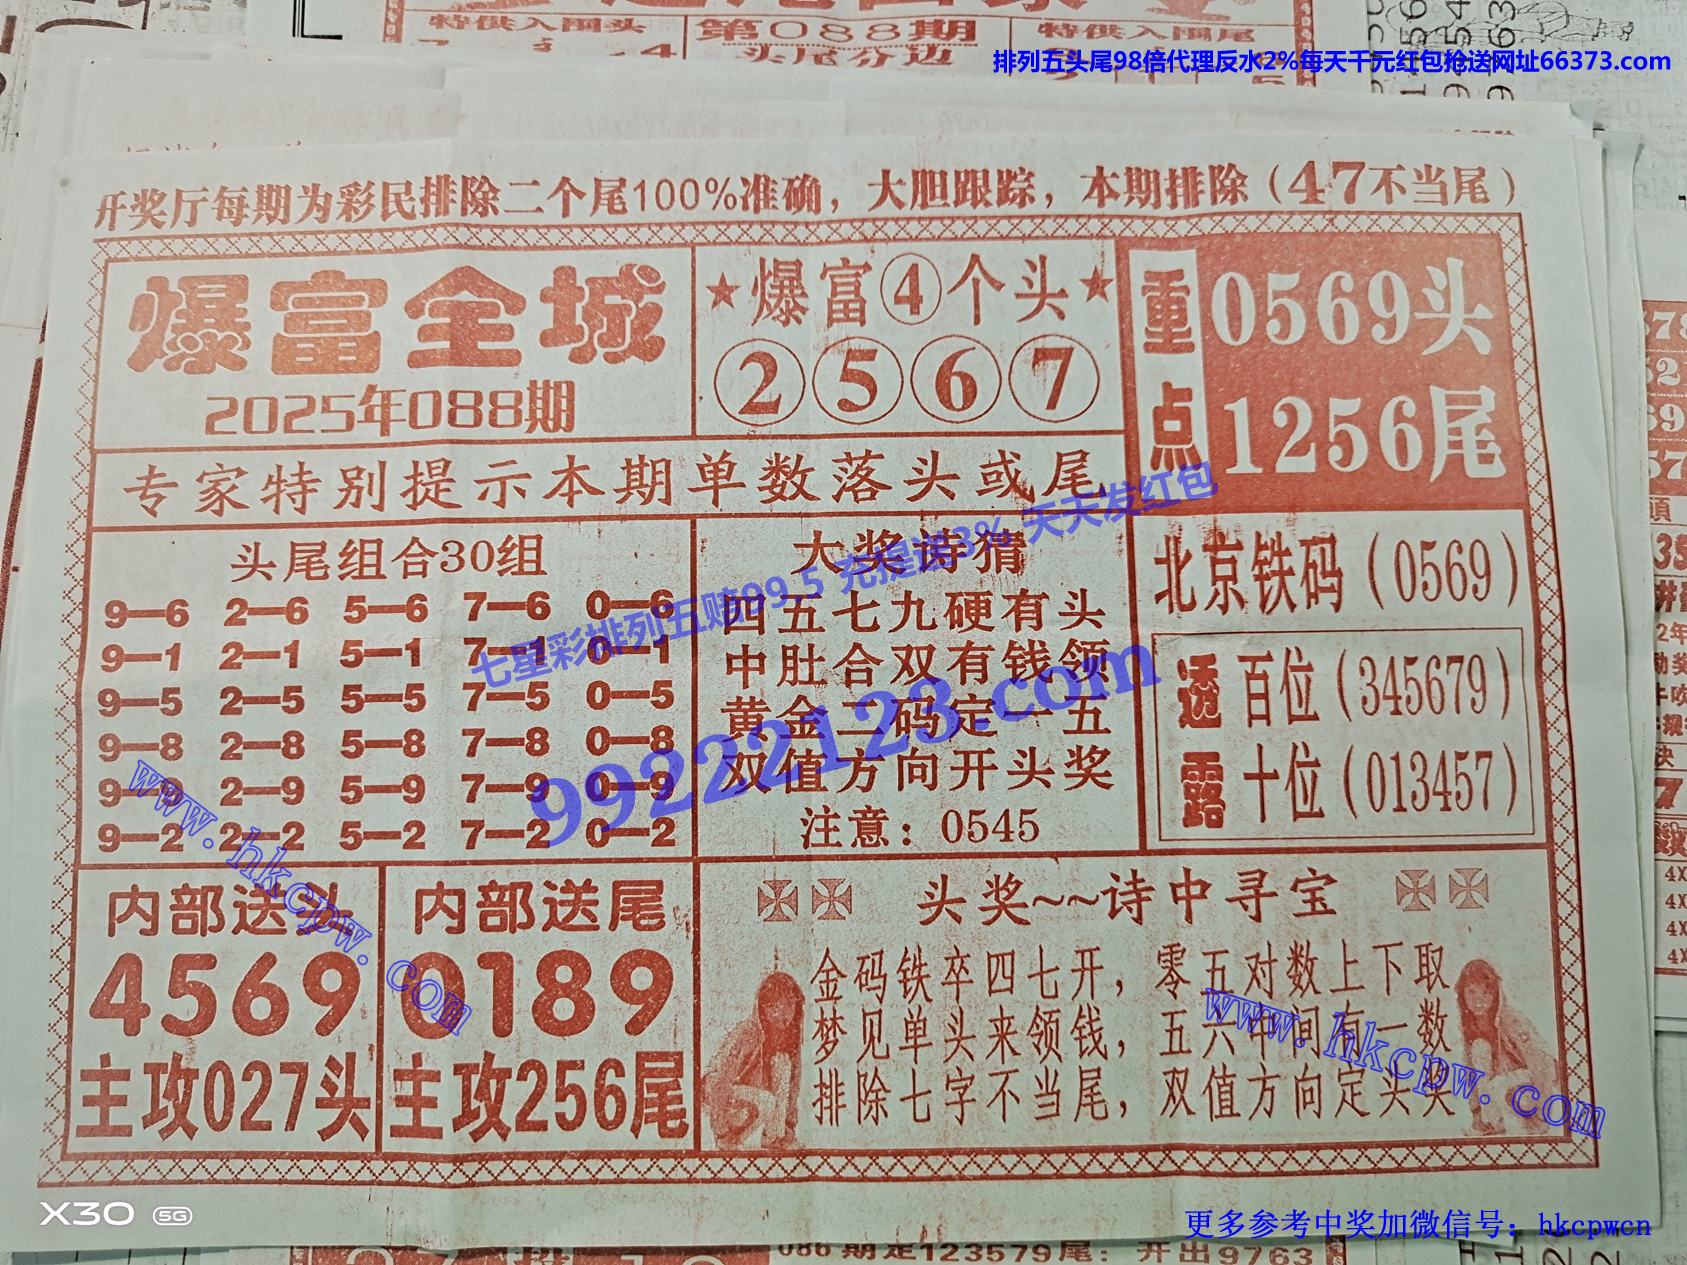 特供入围头
第088期
特供入围尾
头尾分边
排列五头尾98倍代理反水2%每天千元红包抢送网址66373.com
开奖厅每期为彩民排除二个尾100%准确，大胆跟踪，本期排除（47不当尾）
爆富全城
2025年088期
★爆富④个头★
② ⑤ ⑥ ⑦
重点
0569头
1256尾
专家特别提示本期单数落头或尾
头尾组合30组
9—6 2—6 5—6 7—6 0—6
9—1 2—1 5—1 7—1 0—1
9—5 2—5 5—5 7—5 0—5
9—8 2—8 5—8 7—8 0—8
9—9 2—9 5—9 7—9 0—9
9—2 2—2 5—2 7—2 0—2
大奖诗猜
四五七九硬有头
中肚合双有钱领
黄金二码定一五
双值方向开头奖
注意：0545
北京铁码（0569）
透露
百位（345679）
十位（013457）
七星彩排列五赔99.5 充提送3% 天天发红包
99222123.com
www.hkcpw.com
内部送头
4569
主攻027头
内部送尾
0189
主攻256尾
头奖~~诗中寻宝
金码铁卒四七开，零五对数上下取
梦见单头来领钱，五六中间有一数
排除七字不当尾，双值方向定头奖
www.hkcpw.com
X30 5G
更多参考中奖加微信号：hkcpwcn
086期定123579尾：开出9763